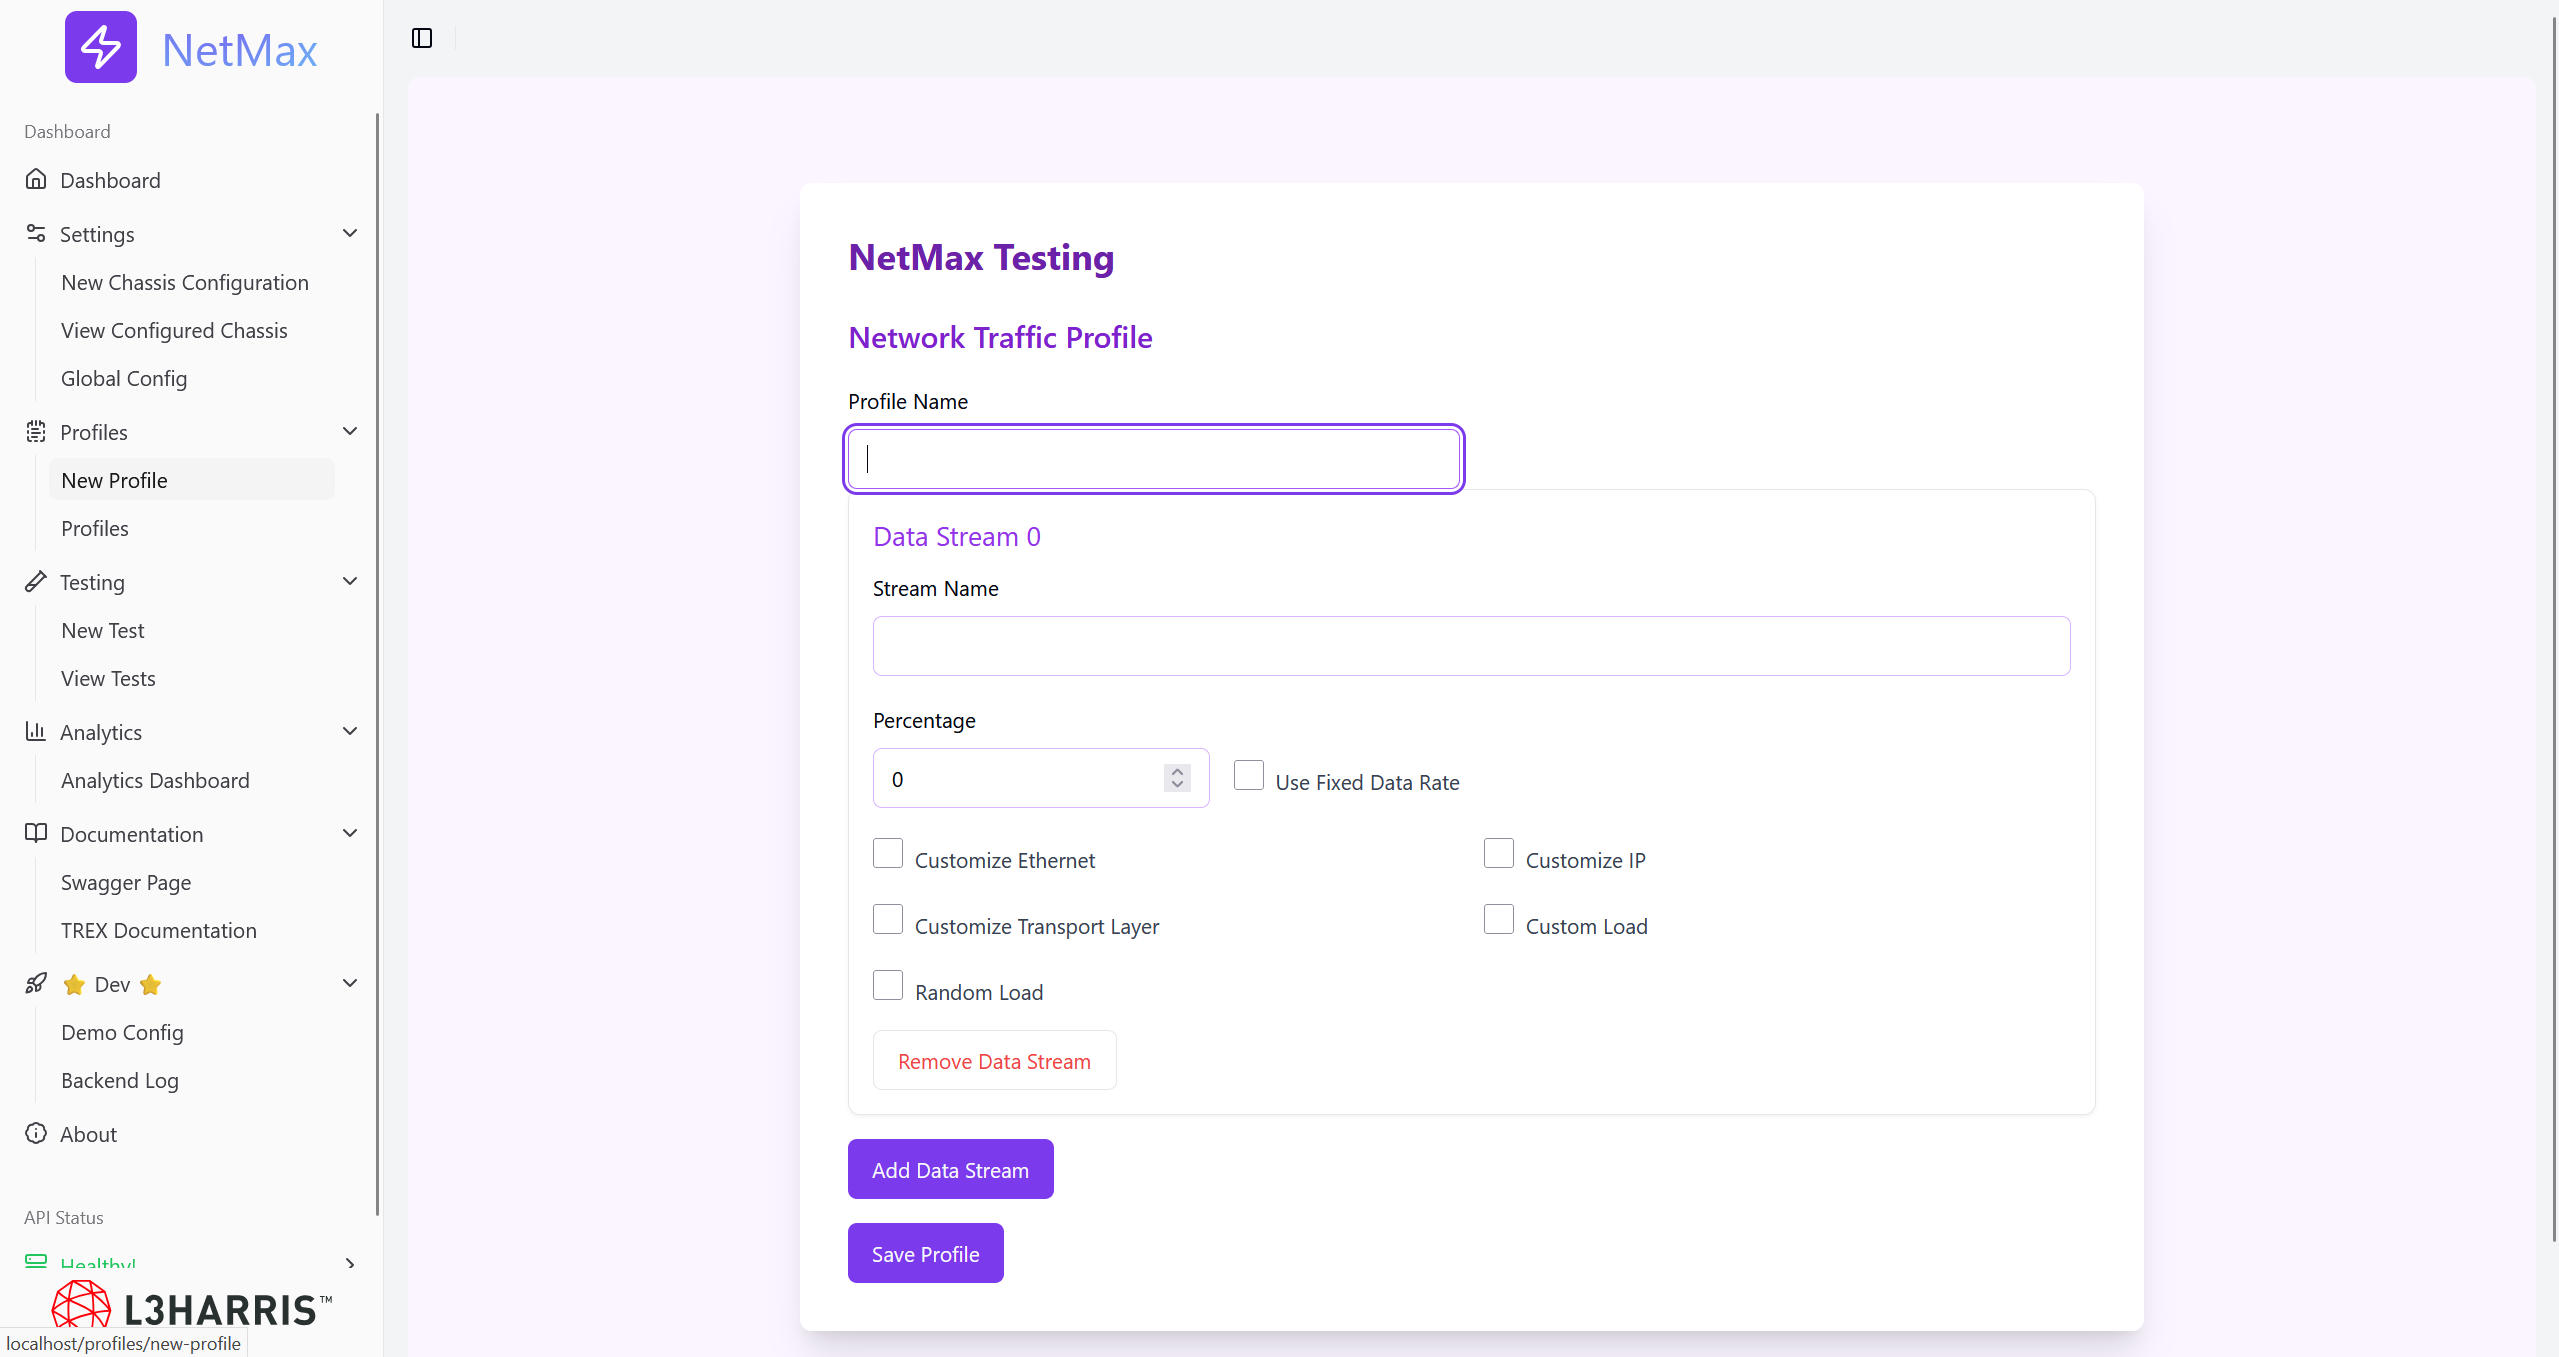 NetMax
Dashboard
Dashboard
Settings
New Chassis Configuration
View Configured Chassis
Global Config
Profiles
New Profile
Profiles
Testing
New Test
View Tests
Analytics
Analytics Dashboard
Documentation
Swagger Page
TREX Documentation
⭐ Dev ⭐
Demo Config
Backend Log
About
API Status
Healthy!
L3HARRIS™
localhost/profiles/new-profile
NetMax Testing
Network Traffic Profile
Profile Name
Data Stream 0
Stream Name
Percentage
0
Use Fixed Data Rate
Customize Ethernet
Customize IP
Customize Transport Layer
Custom Load
Random Load
Remove Data Stream
Add Data Stream
Save Profile